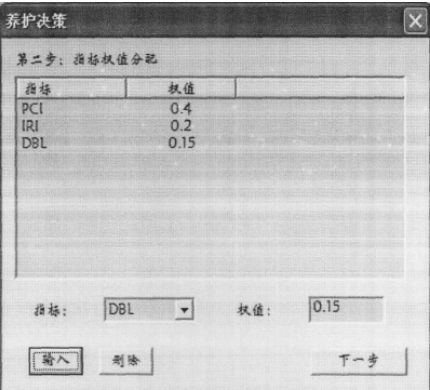 养护决策
第二步: 指标权值分配
指标 权值
PCI 0.4
IRI 0.2
DBL 0.15
指标: DBL 权值: 0.15
输入 删除 下一步